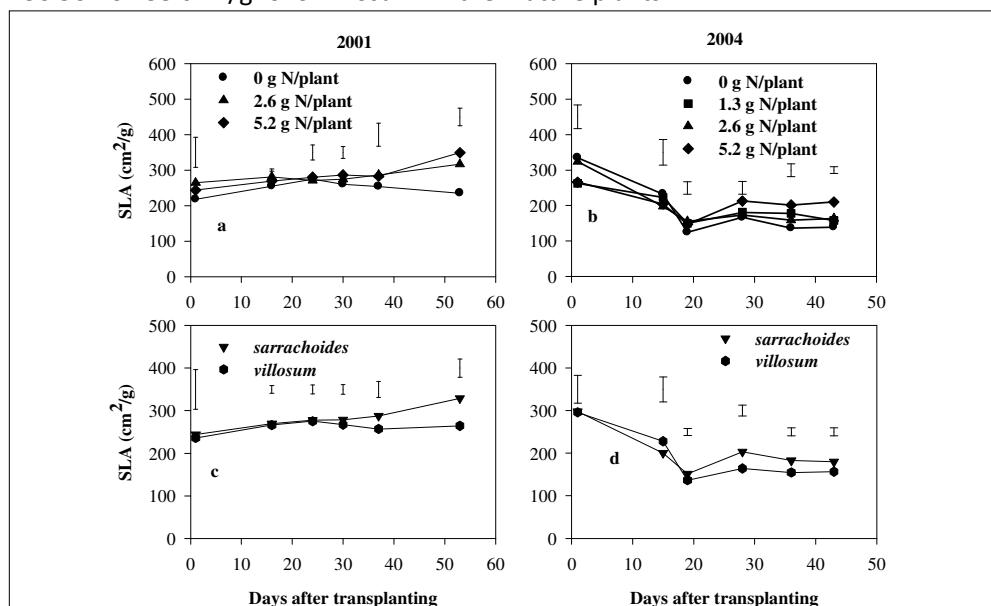 in the mature plants
2001
600
500
400
300
200
100
0
SLA (cm²/g)
0 g N/plant
2.6 g N/plant
5.2 g N/plant
a
0 10 20 30 40 50 60
2004
600
500
400
300
200
100
0
0 g N/plant
1.3 g N/plant
2.6 g N/plant
5.2 g N/plant
b
0 10 20 30 40 50
500
400
300
200
100
0
SLA (cm²/g)
sarrachoides
villosum
c
0 10 20 30 40 50 60
Days after transplanting
500
400
300
200
100
0
sarrachoides
villosum
d
0 10 20 30 40 50
Days after transplanting